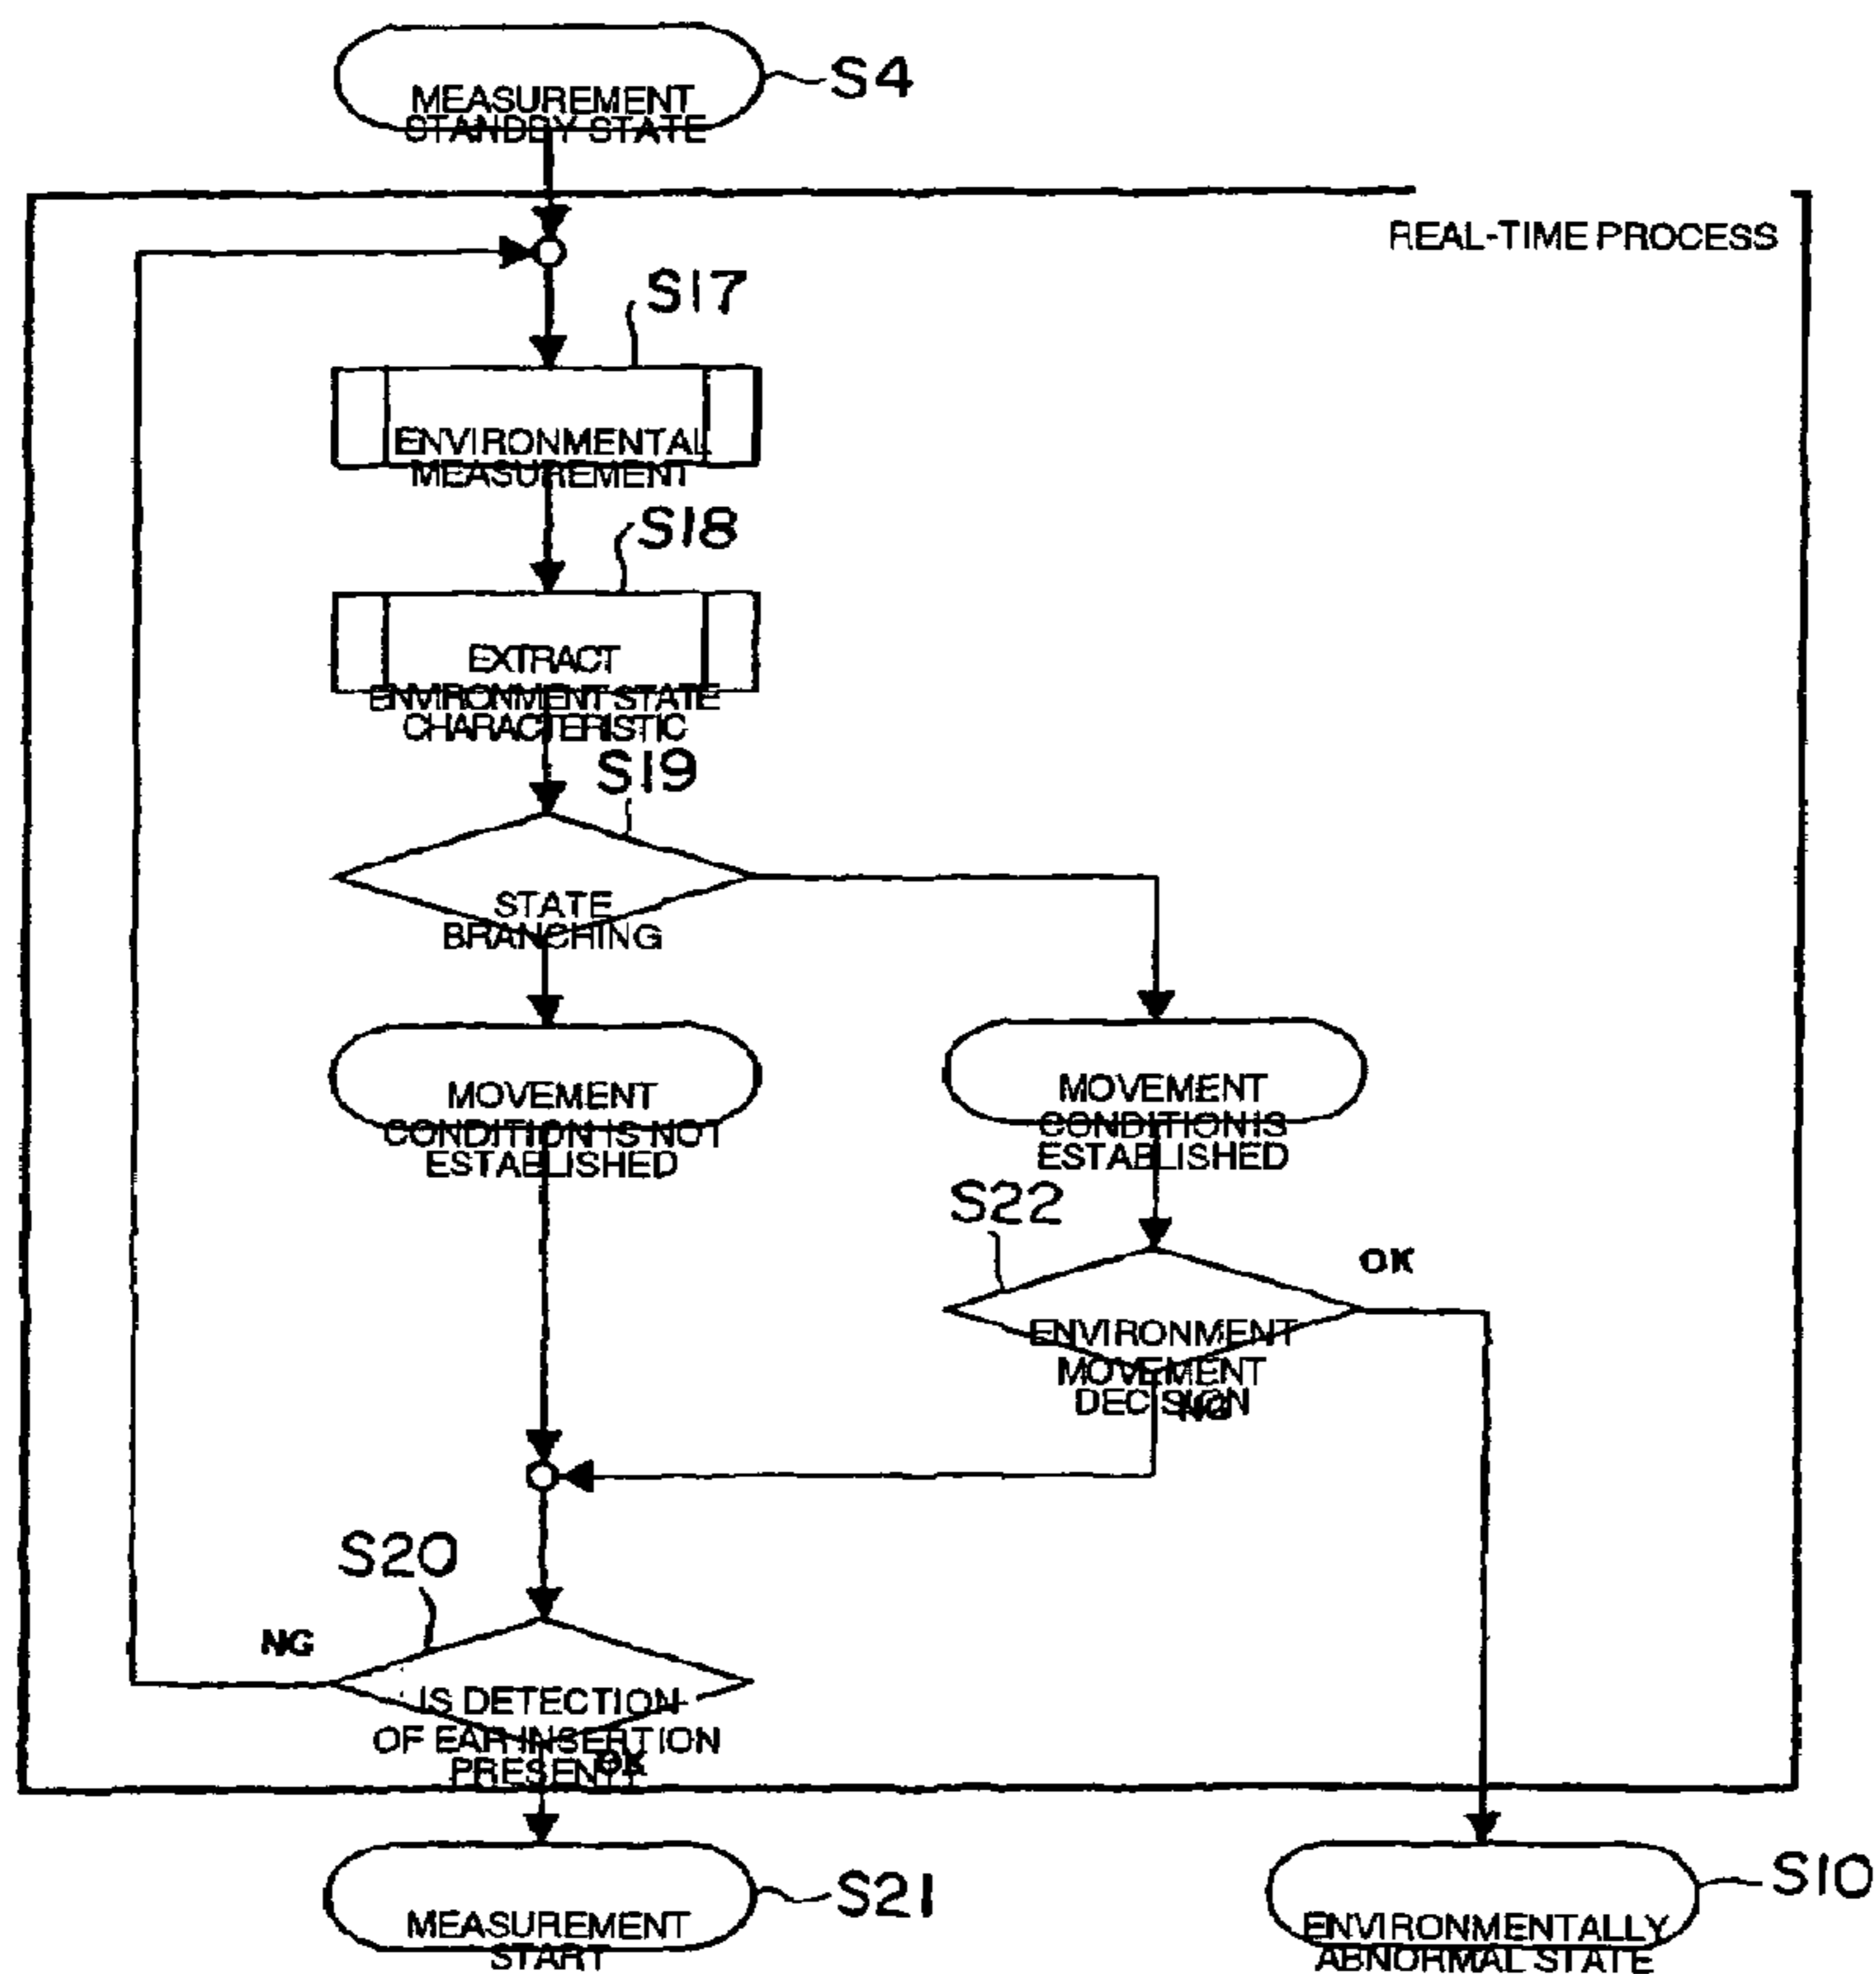 MEASUREMENT
STANDBY STATE
S4
REAL-TIME PROCESS
S17
ENVIRONMENTAL
MEASUREMENT
S18
EXTRACT
ENVIRONMENT STATE
CHARACTERISTIC
S19
STATE
BRANCHING
MOVEMENT
CONDITION IS NOT
ESTABLISHED
MOVEMENT
CONDITION IS
ESTABLISHED
S22
OK
ENVIRONMENT
MOVEMENT
DECISION
NG
S20
NG
IS DETECTION
OF EAR INSERTION
PRESENT?
OK
MEASUREMENT
START
S21
ENVIRONMENTALLY
ABNORMAL STATE
S10